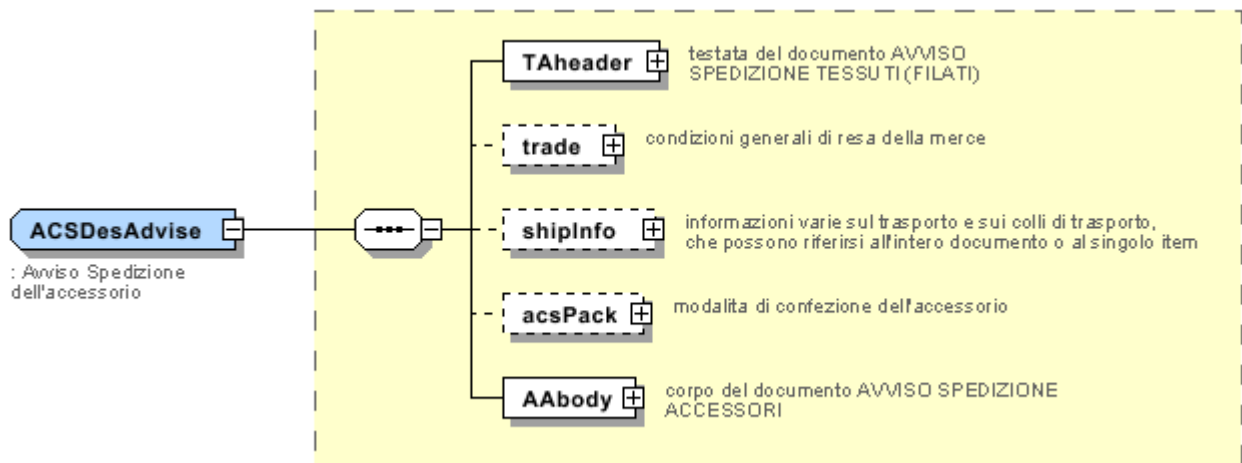 TAheader
testata del documento AVVISO
SPEDIZIONE TESSUTI (FILATI)
trade
condizioni generali di resa della merce
ACSDesAdvise
: Avviso Spedizione
dell'accessorio
shipInfo
informazioni varie sul trasporto e sui colli di trasporto,
che possono riferirsi all'intero documento o al singolo item
acsPack
modalita di confezione dell'accessorio
AAbody
corpo del documento AVVISO SPEDIZIONE
ACCESSORI